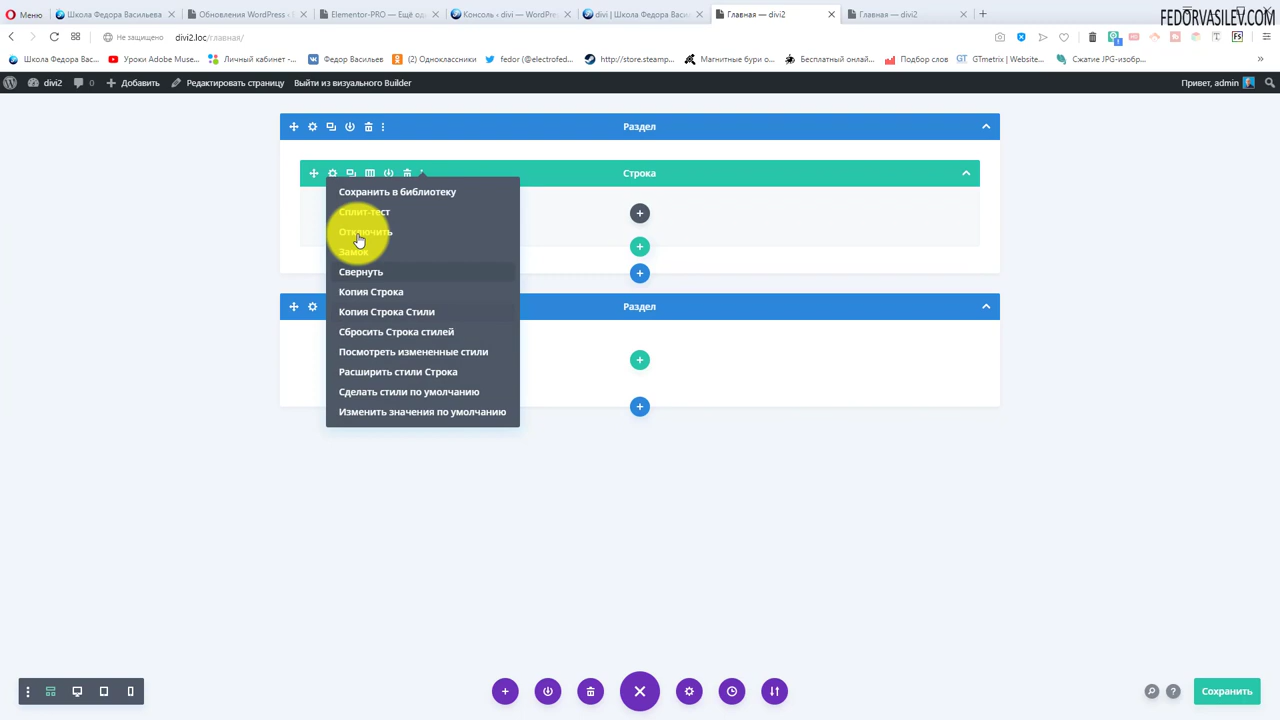 Меню
Школа Федора Васильева
Обновления WordPress ‹
Elementor-PRO — Ещё од
Консоль ‹ divi — WordPre
divi | Школа Федора Васи
Главная — divi2
Главная — divi2
FEDORVASILEV.COM
Не защищено
divi2.loc/главная/
Школа Федора Вас...
Уроки Adobe Muse...
Личный кабинет -...
Федор Васильев
(2) Одноклассники
fedor (@electrofed...
http://store.steamp...
Магнитные бури о...
Бесплатный онлай...
Подбор слов
GTmetrix | Website...
Сжатие JPG-изобр...
divi2
0
Добавить
Редактировать страницу
Выйти из визуального Builder
Привет, admin
Раздел
Строка
Сохранить в библиотеку
Сплит-тест
Отключить
Замок
Свернуть
Копия Строка
Копия Строка Стили
Сбросить Строка стилей
Посмотреть измененные стили
Расширить стили Строка
Сделать стили по умолчанию
Изменить значения по умолчанию
Раздел
Сохранить